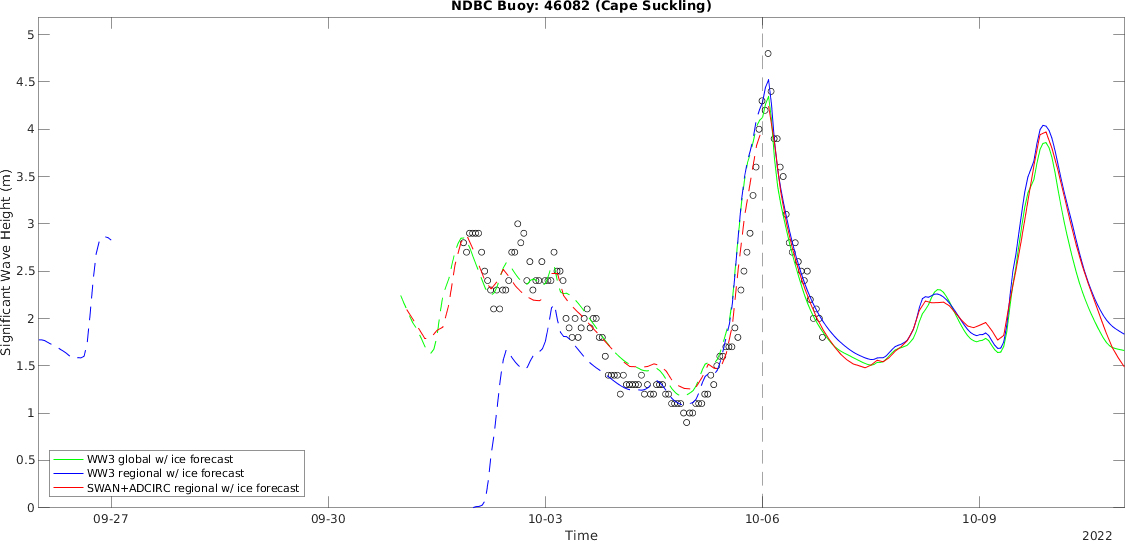 NDBC Buoy: 46082 (Cape Suckling)
Significant Wave Height (m)
5
4.5
4
3.5
3
2.5
2
1.5
1
0.5
0
WW3 global w/ ice forecast
WW3 regional w/ ice forecast
SWAN+ADCIRC regional w/ ice forecast
09-27
09-30
10-03
10-06
10-09
Time
2022